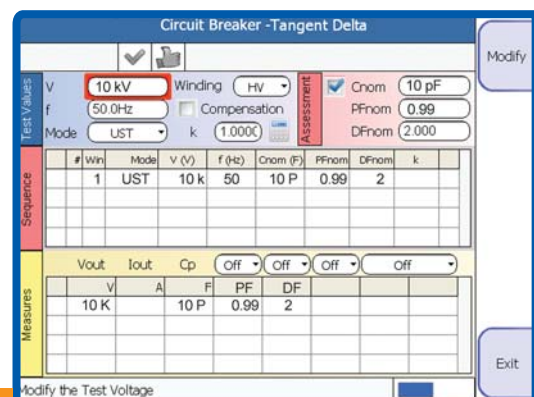 Circuit Breaker -Tangent Delta
Modify
Test Values
V 10 kV Winding HV
f 50.0Hz Compensation
Mode UST k 1.000(
Assessment
Cnom 10 pF
PFnom 0.99
DFnom 2.000
Sequence
# Win Mode V (V) f (Hz) Cnom (F) PFnom DFnom k
1 UST 10 k 50 10 P 0.99 2
Measures
Vout Iout Cp Off Off Off Off
V A F PF DF
10 K 10 P 0.99 2
Exit
Modify the Test Voltage